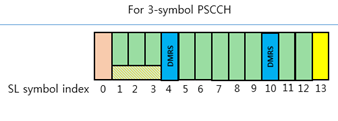 For 3-symbol PSCCH
DMRS DMRS
SL symbol index 0 1 2 3 4 5 6 7 8 9 10 11 12 13